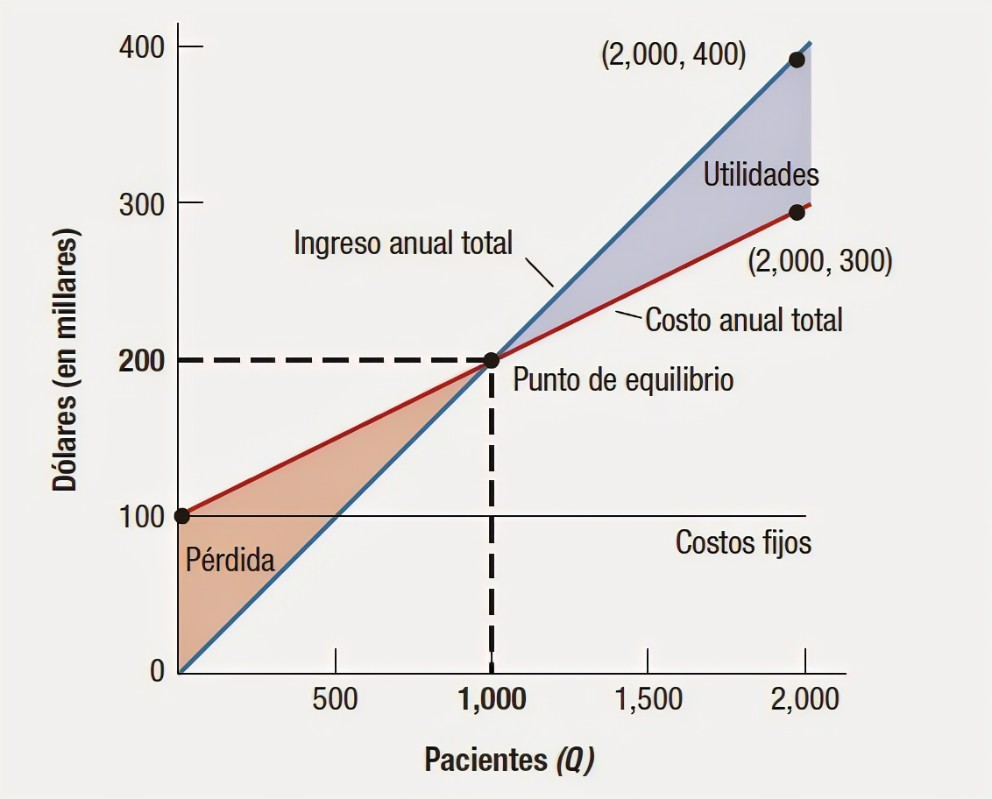 400
(2,000, 400)
Utilidades
300
Ingreso anual total
(2,000, 300)
Costo anual total
200
Punto de equilibrio
Dólares (en millares)
100
Costos fijos
Pérdida
0
500
1,000
1,500
2,000
Pacientes (Q)